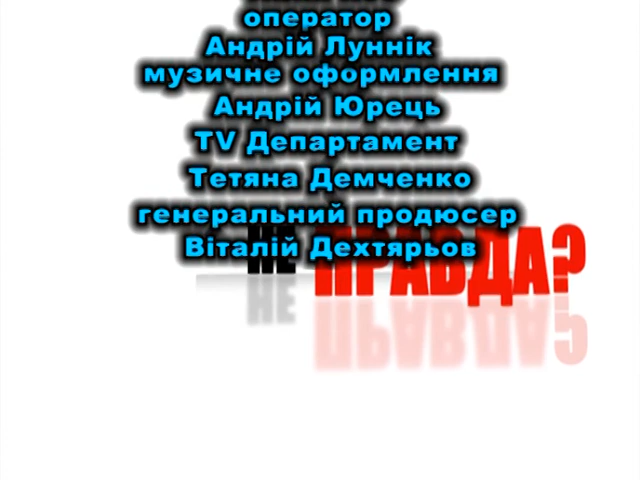 оператор
Андрій Луннік
музичне оформлення
Андрій Юрець
TV Департамент
Тетяна Демченко
генеральний продюсер
Віталій Дехтярьов
НЕ ПРАВДА?